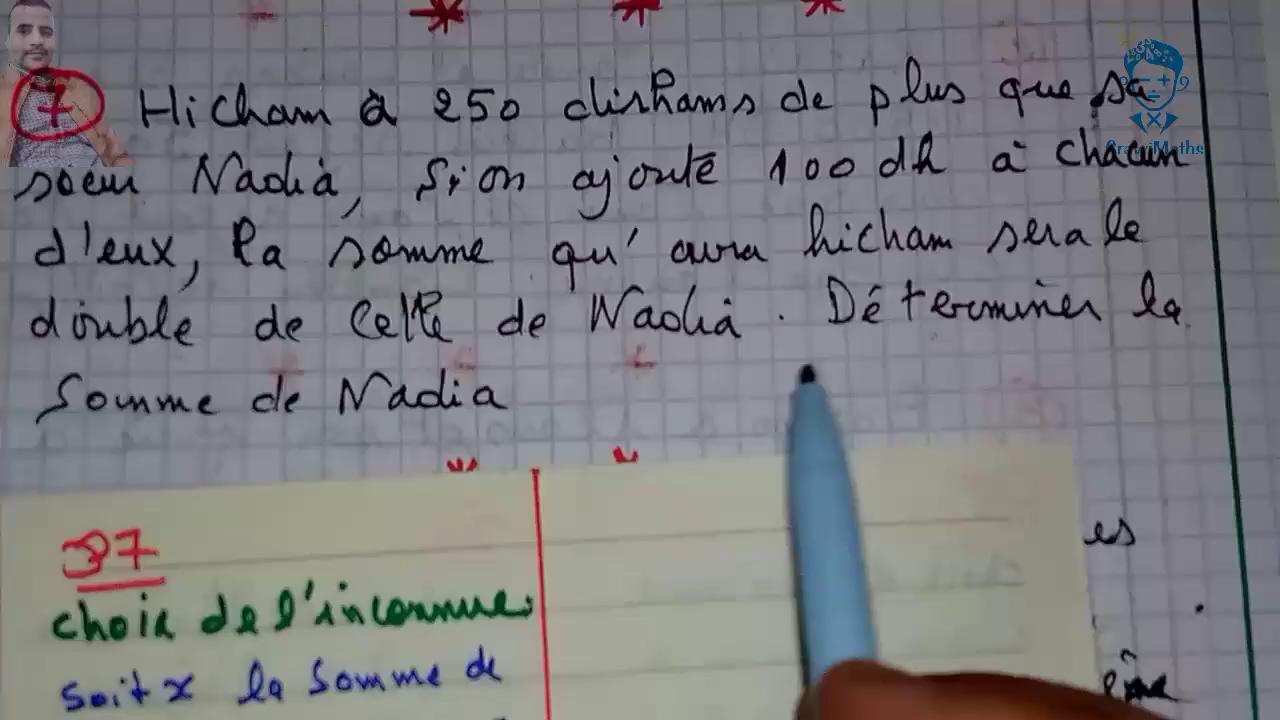 7 Hicham à 250 dirhams de plus que sa
soeur Nadia, Si on ajouté 100 dh à chacun
d'eux, la somme qu'aura hicham sera le
double de celle de Nadia. Déterminer la
Somme de Nadia
37
choix de l'inconnue:
soit x la somme de
es